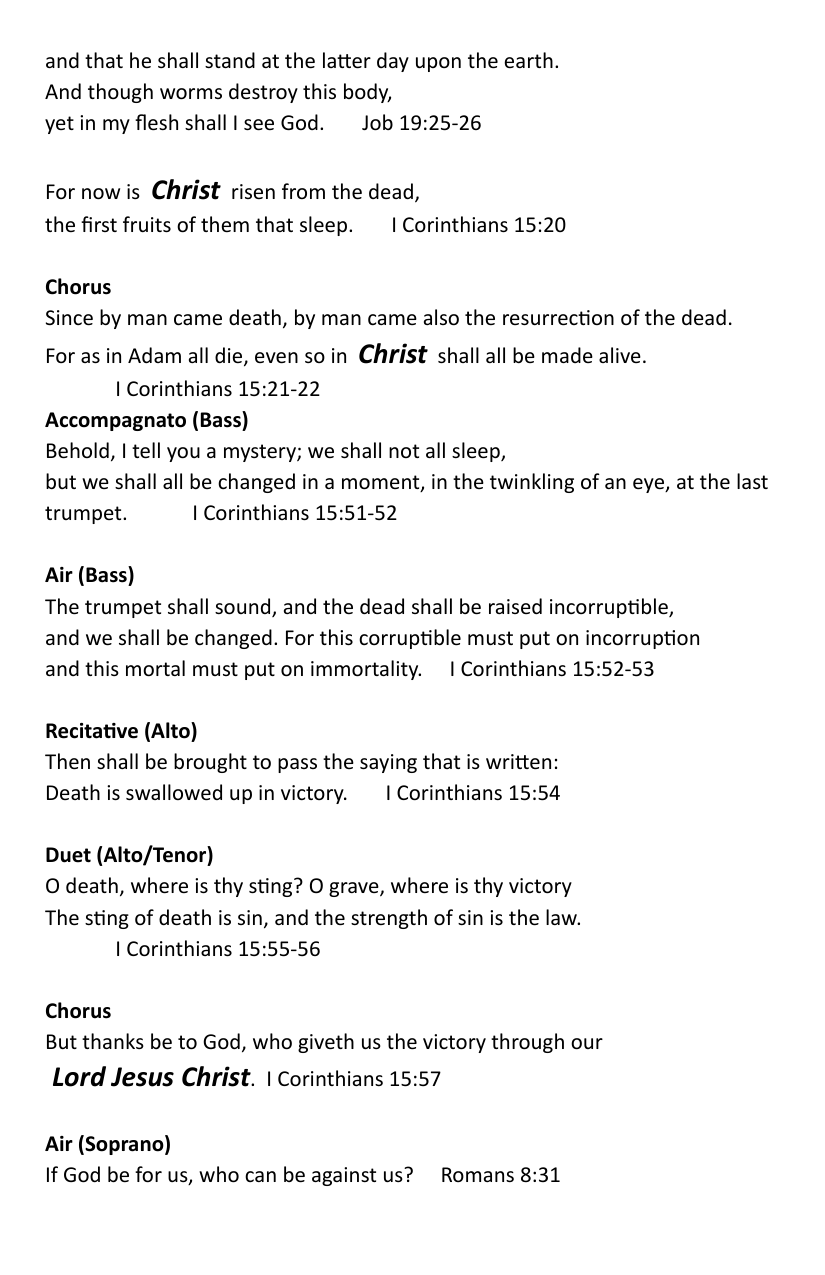 and that he shall stand at the latter day upon the earth.
And though worms destroy this body,
yet in my flesh shall I see God. Job 19:25-26
For now is Christ risen from the dead,
the first fruits of them that sleep. I Corinthians 15:20
Chorus
Since by man came death, by man came also the resurrection of the dead.
For as in Adam all die, even so in Christ shall all be made alive.
I Corinthians 15:21-22
Accompagnato (Bass)
Behold, I tell you a mystery; we shall not all sleep,
but we shall all be changed in a moment, in the twinkling of an eye, at the last
trumpet. I Corinthians 15:51-52
Air (Bass)
The trumpet shall sound, and the dead shall be raised incorruptible,
and we shall be changed. For this corruptible must put on incorruption
and this mortal must put on immortality. I Corinthians 15:52-53
Recitative (Alto)
Then shall be brought to pass the saying that is written:
Death is swallowed up in victory. I Corinthians 15:54
Duet (Alto/Tenor)
O death, where is thy sting? O grave, where is thy victory
The sting of death is sin, and the strength of sin is the law.
I Corinthians 15:55-56
Chorus
But thanks be to God, who giveth us the victory through our
Lord Jesus Christ. I Corinthians 15:57
Air (Soprano)
If God be for us, who can be against us? Romans 8:31